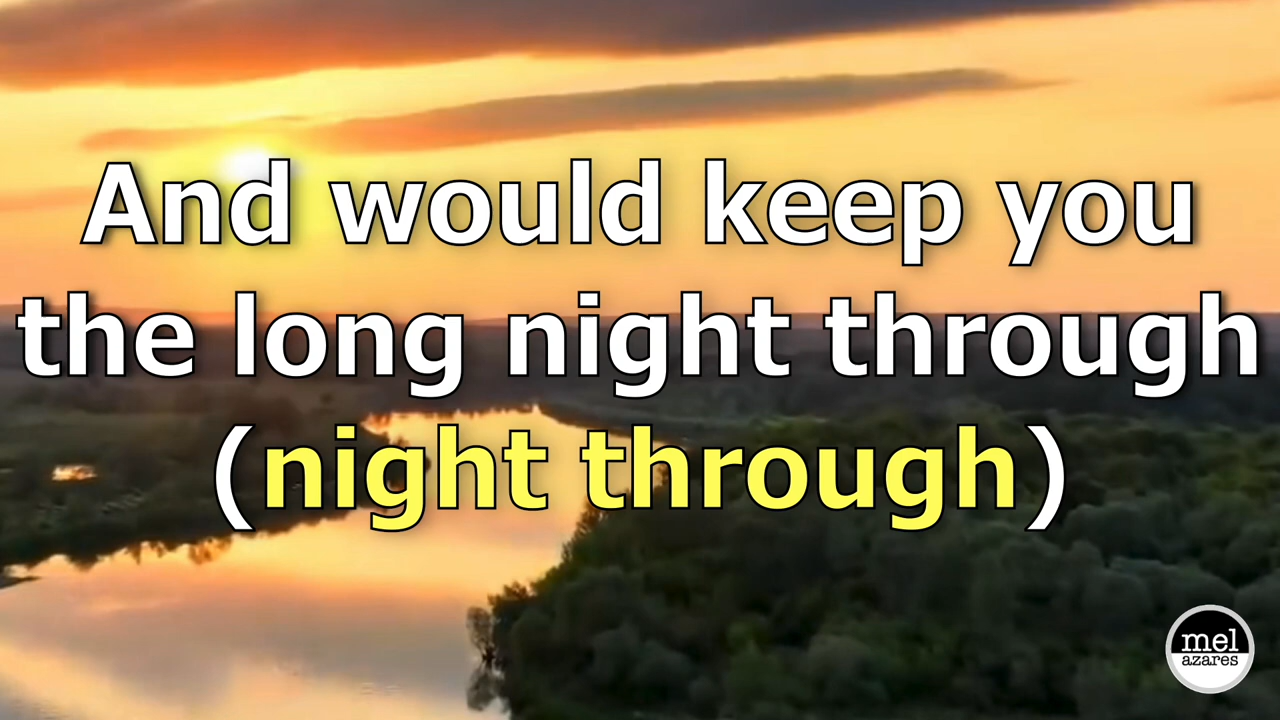 And would keep you
the long night through
(night through)
mel
azares